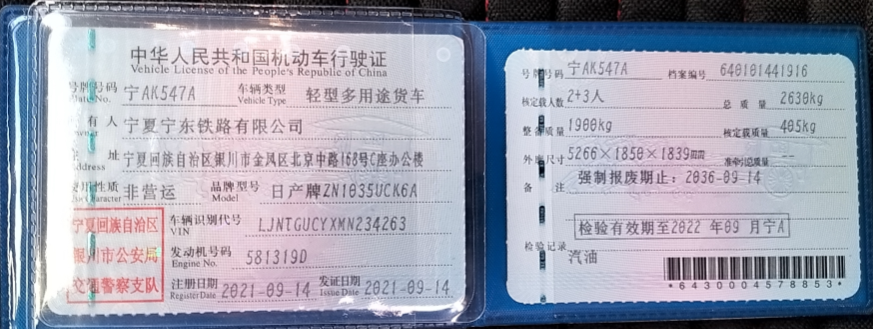 中华人民共和国机动车行驶证
Vehicle License of the People's Republic of China
号牌号码 宁AK547A 车辆类型 轻型多用途货车
Plate No. Vehicle Type
有人 宁夏宁东铁路有限公司
Owner
址 宁夏回族自治区银川市金凤区北京中路168号C座办公楼
Address
使用性质 非营运 品牌型号 日产牌ZN1035UCK6A
Use Character Model
宁夏回族自治区
银川市公安局
交通警察支队
车辆识别代号 LJNTGUCYXMN234263
VIN
发动机号码 581319D
Engine No.
注册日期 2021-09-14 发证日期 2021-09-14
Register Date Issue Date
号牌号码 宁AK547A 档案编号 640101441916
核定载人数 2+3人 总质量 2630kg
整备质量 1900kg 核定载质量 405kg
外廓尺寸 5266×1850×1839mm 准牵引总质量 --
备注 强制报废期止：2036-09-14
检验有效期至2022 年09 月宁A
检验记录
汽油
*6430004578853*